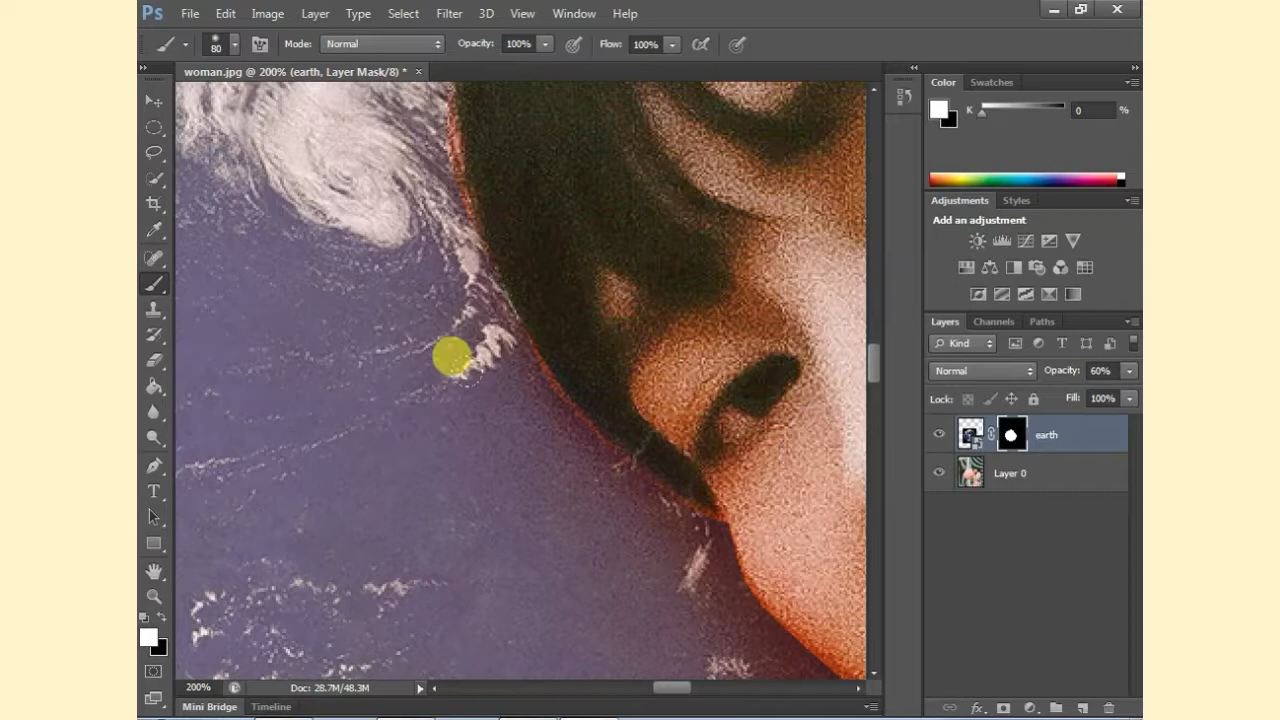 Ps File Edit Image Layer Type Select Filter 3D View Window Help
80 Mode: Normal Opacity: 100% Flow: 100%
woman.jpg @ 200% (earth, Layer Mask/8) * ×
Color Swatches
K 0 %
Adjustments Styles
Add an adjustment
Layers Channels Paths
Kind T
Normal Opacity: 60%
Lock: Fill: 100%
earth
Layer 0
T
200% Doc: 28.7M/48.3M
Mini Bridge Timeline
fx